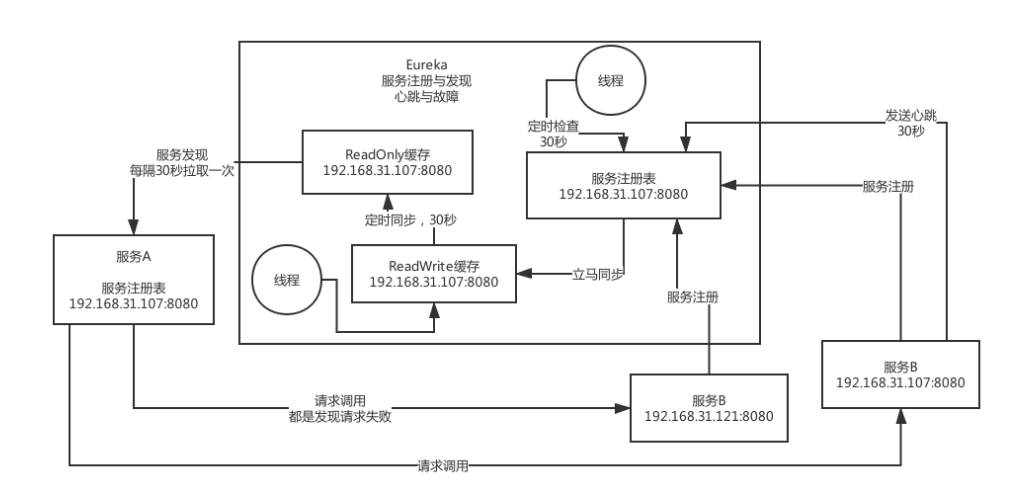 Eureka
服务注册与发现
心跳与故障
线程
定时检查
30秒
发送心跳
30秒
服务发现
每隔30秒拉取一次
ReadOnly缓存
192.168.31.107:8080
服务注册表
192.168.31.107:8080
服务注册
定时同步，30秒
服务A
服务注册表
192.168.31.107:8080
线程
ReadWrite缓存
192.168.31.107:8080
立马同步
服务注册
服务B
192.168.31.107:8080
请求调用
都是发现请求失败
服务B
192.168.31.121:8080
请求调用